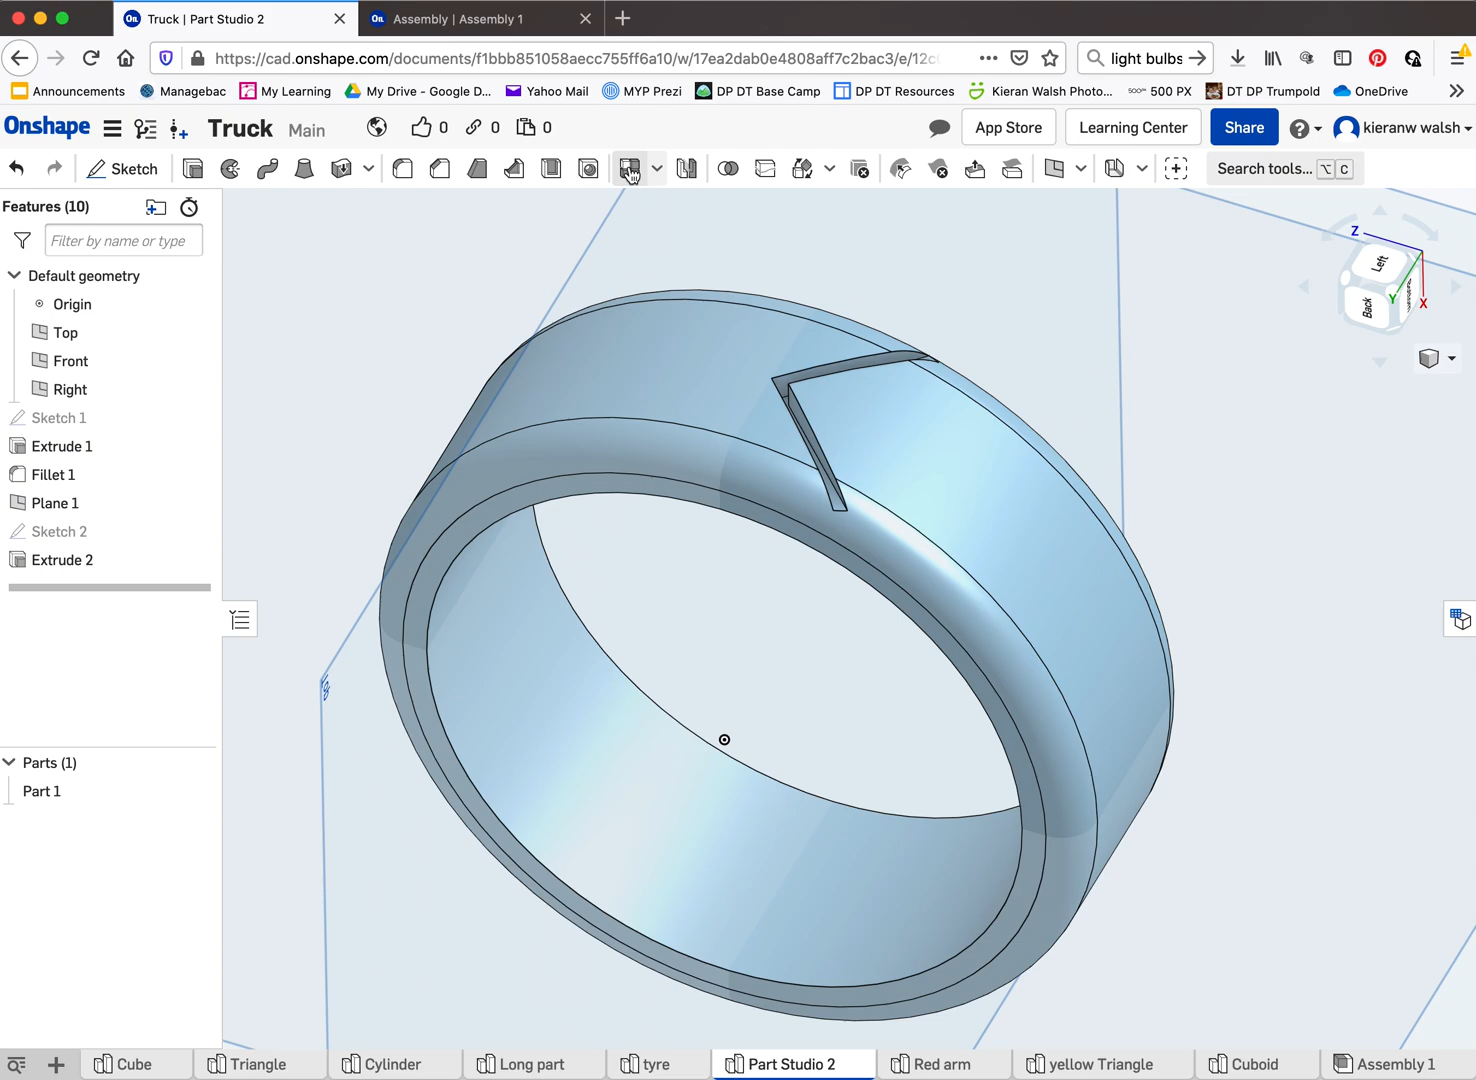 Truck | Part Studio 2
Assembly | Assembly 1
https://cad.onshape.com/documents/f1bbb851058aecc755ff6a10/w/17ea2dab0e4808aff7c2bac3/e/12c
light bulbs
Announcements
Managebac
My Learning
My Drive - Google D...
Yahoo Mail
MYP Prezi
DP DT Base Camp
DP DT Resources
Kieran Walsh Photo...
500 PX
DT DP Trumpold
OneDrive
Onshape
Truck Main
0
0
0
App Store
Learning Center
Share
kieranw walsh
Sketch
Search tools... ⌥ C
Features (10)
Filter by name or type
Default geometry
Origin
Top
Front
Right
Sketch 1
Extrude 1
Fillet 1
Plane 1
Sketch 2
Extrude 2
Parts (1)
Part 1
Z
Left
Back
Y
X
Cube
Triangle
Cylinder
Long part
tyre
Part Studio 2
Red arm
yellow Triangle
Cuboid
Assembly 1